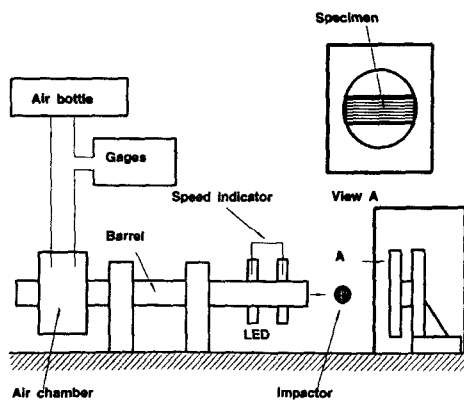 Specimen
Air bottle
Gages
View A
Speed indicator
Barrel
A
LED
Air chamber
Impactor